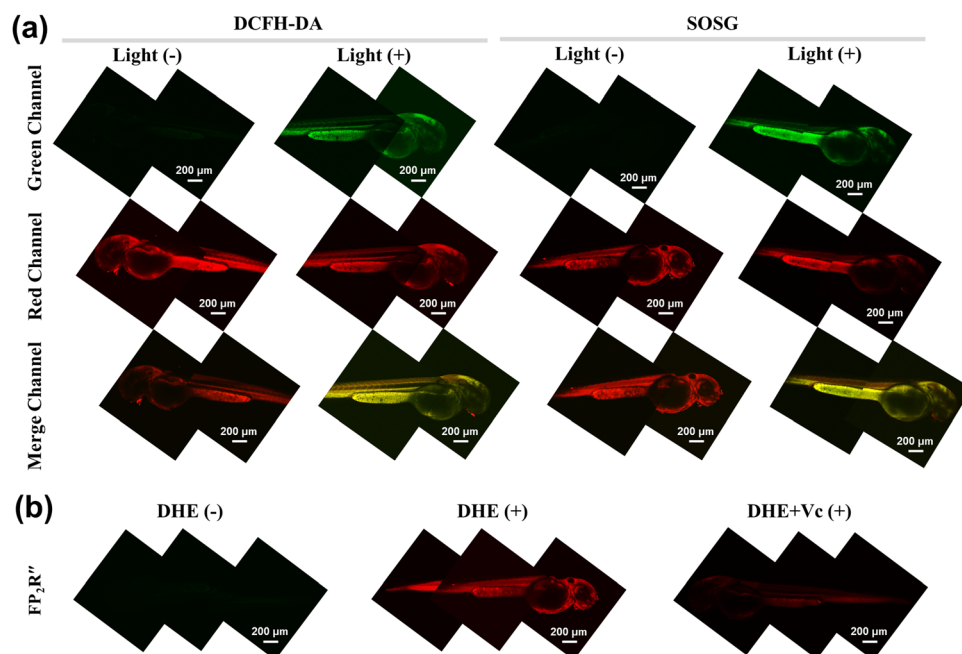 (a)
DCFH-DA
SOSG
Light (-)
Light (+)
Light (-)
Light (+)
Green Channel
200 µm
200 µm
200 µm
200 µm
Red Channel
200 µm
200 µm
200 µm
200 µm
Merge Channel
200 µm
200 µm
200 µm
200 µm
(b)
DHE (-)
DHE (+)
DHE+Vc (+)
FP₂R″
200 µm
200 µm
200 µm